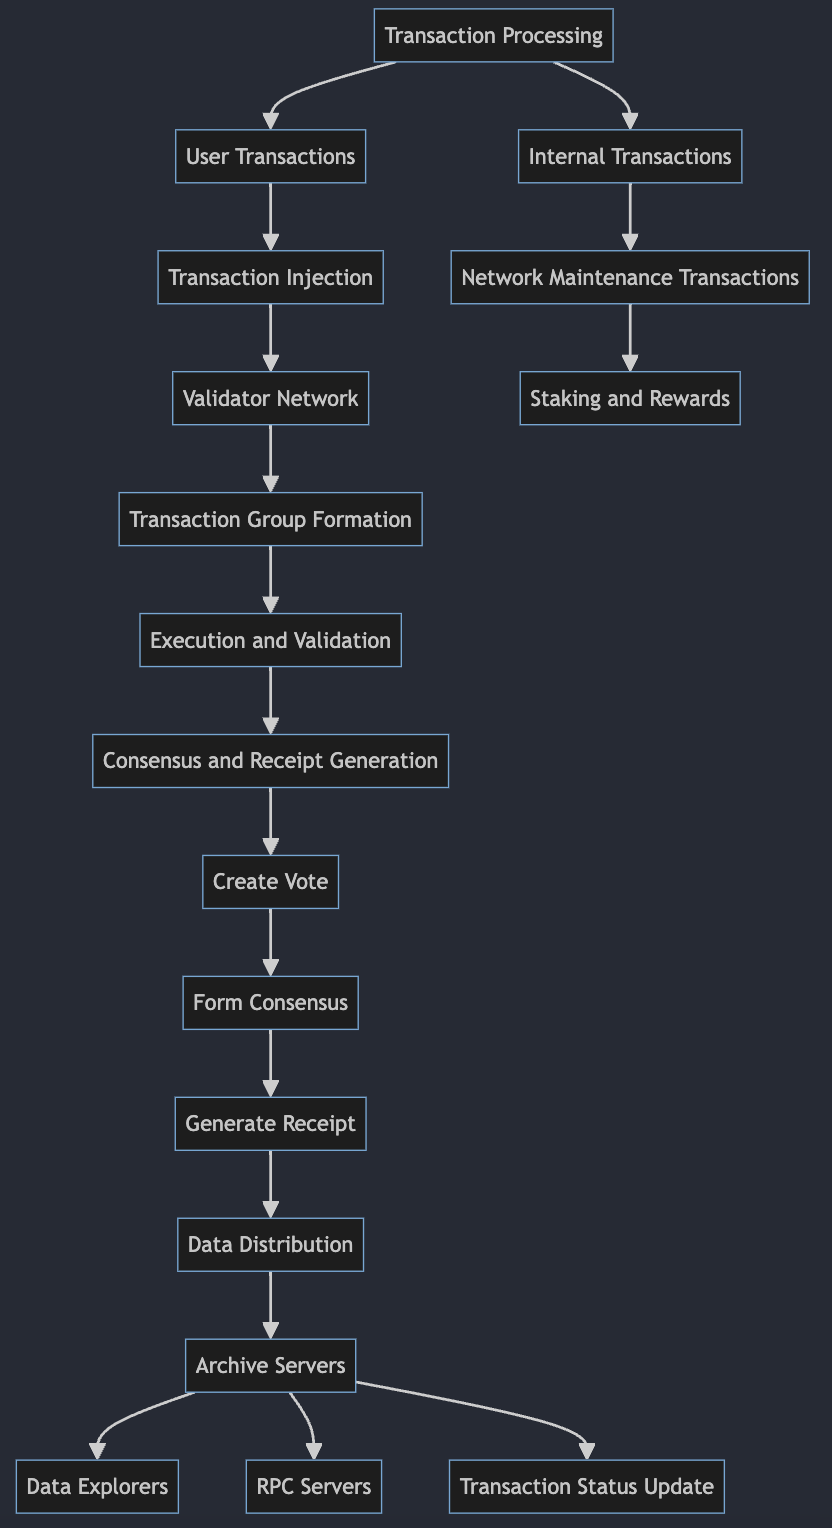 Transaction Processing
User Transactions
Internal Transactions
Transaction Injection
Network Maintenance Transactions
Validator Network
Staking and Rewards
Transaction Group Formation
Execution and Validation
Consensus and Receipt Generation
Create Vote
Form Consensus
Generate Receipt
Data Distribution
Archive Servers
Data Explorers
RPC Servers
Transaction Status Update